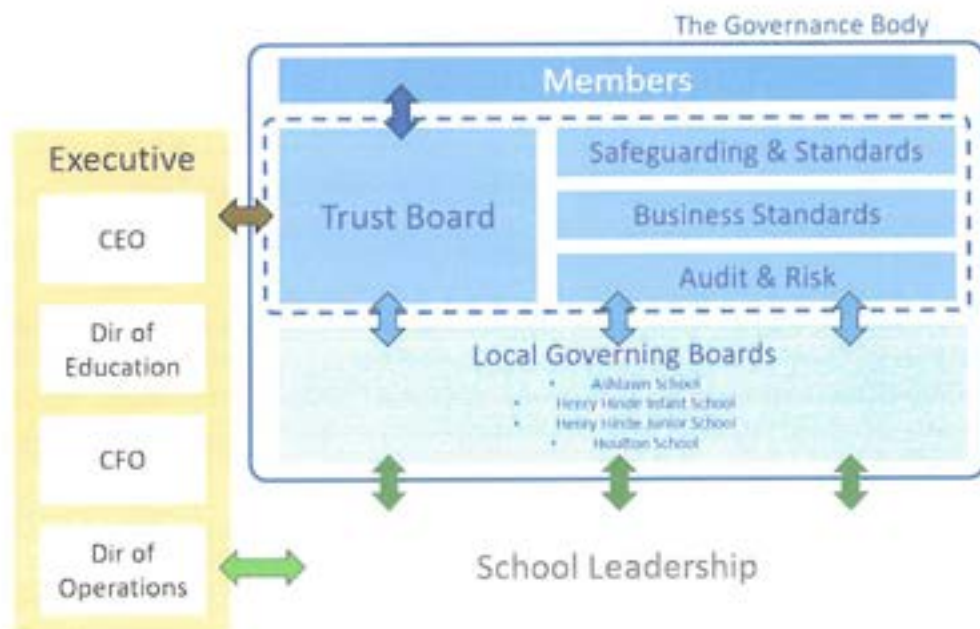 The Governance Body
Members
Executive
CEO
Dir of
Education
CFO
Dir of
Operations
Trust Board
Safeguarding & Standards
Business Standards
Audit & Risk
Local Governing Boards
• Ashlawn School
• Henry Hinde Infant School
• Henry Hinde Junior School
• Houlton School
School Leadership